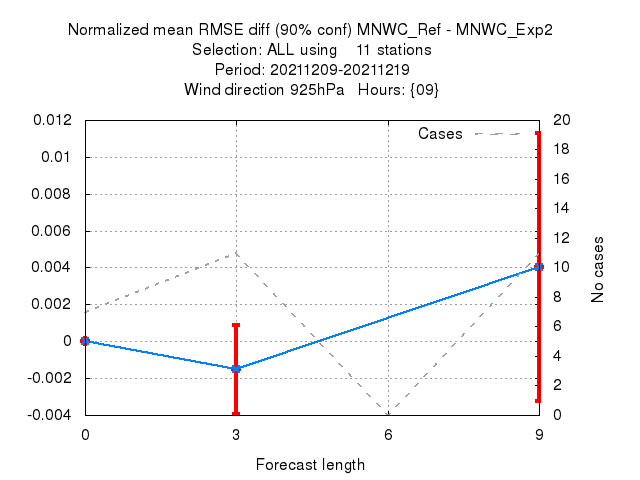 Normalized mean RMSE diff (90% conf) MNWC_Ref - MNWC_Exp2
Selection: ALL using    11 stations
Period: 20211209-20211219
Wind direction 925hPa   Hours: {09}
Cases
0.012
0.01
0.008
0.006
0.004
0.002
0
-0.002
-0.004
20
18
16
14
12
10
8
6
4
2
0
No cases
0 3 6 9
Forecast length